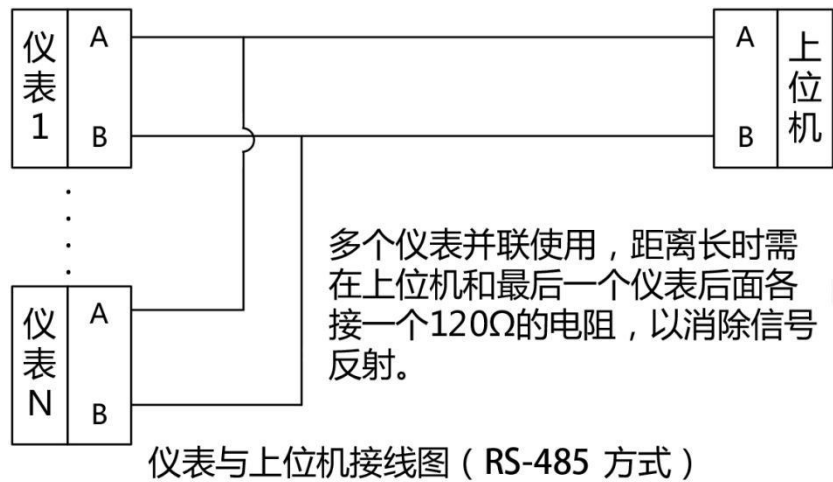 仪表1
A
B
A
B
上位机
仪表N
A
B
多个仪表并联使用，距离长时需
在上位机和最后一个仪表后面各
接一个120Ω的电阻，以消除信号
反射。
仪表与上位机接线图（RS-485 方式）